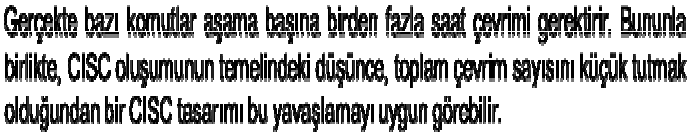 Gerçekte bazı komutlar aşama başına birden fazla saat çevrimi gerektirir. Bununla
birlikte, CISC oluşumunun temelindeki düşünce, toplam çevrim sayısını küçük tutmak
olduğundan bir CISC tasarımı bu yavaşlamayı uygun görebilir.